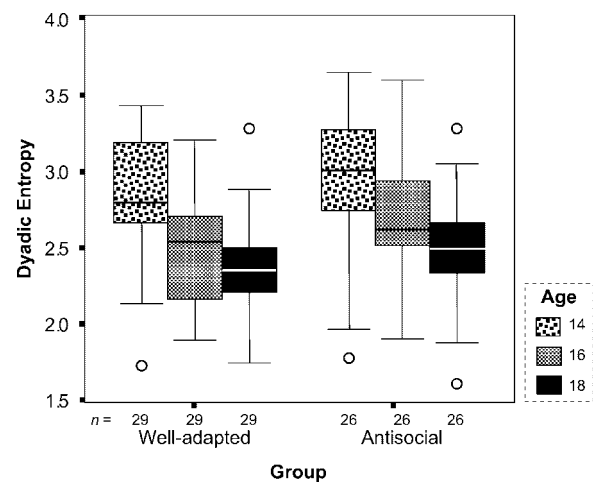 4.0
3.5
3.0
2.5
2.0
1.5
Dyadic Entropy
n = 29 29 29 26 26 26
Well-adapted Antisocial
Group
Age
14
16
18